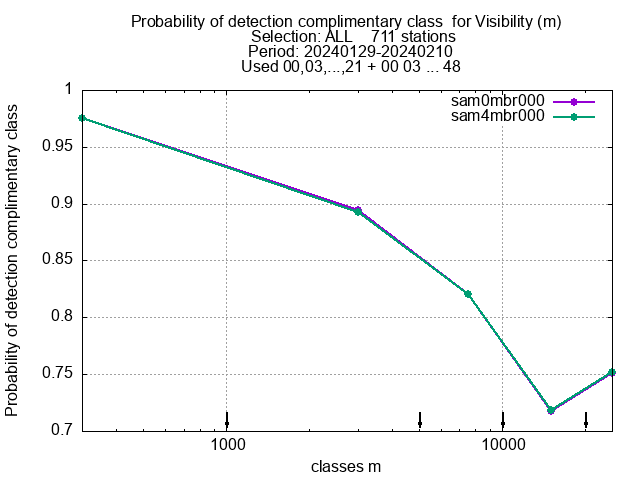 Probability of detection complimentary class  for Visibility (m)
Selection: ALL    711 stations
Period: 20240129-20240210
Used 00,03,...,21 + 00 03 ... 48
sam0mbr000
sam4mbr000
Probability of detection complimentary class
1
0.95
0.9
0.85
0.8
0.75
0.7
1000
10000
classes m